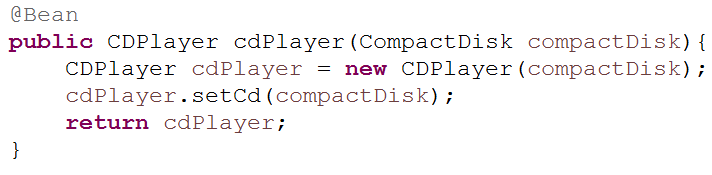 @Bean
public CDPlayer cdPlayer(CompactDisk compactDisk){
    CDPlayer cdPlayer = new CDPlayer(compactDisk);
    cdPlayer.setCd(compactDisk);
    return cdPlayer;
}